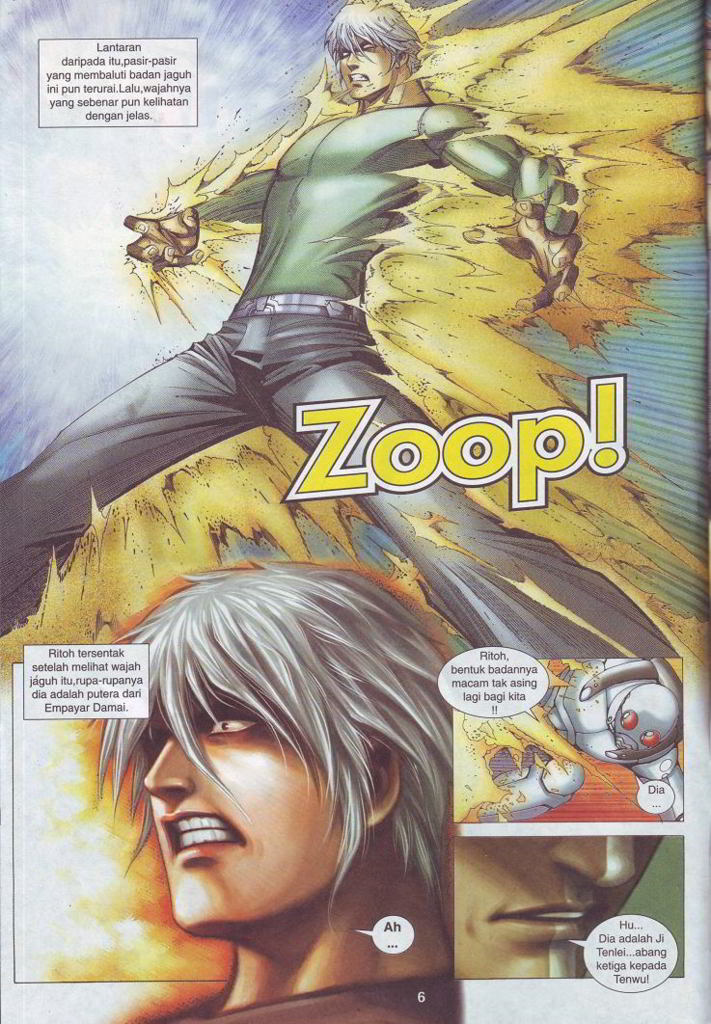 Lantaran
daripada itu,pasir-pasir
yang membaluti badan jaguh
ini pun terurai.Lalu,wajahnya
yang sebenar pun kelihatan
dengan jelas.
Zoop!
Ritoh tersentak
setelah melihat wajah
jaguh itu,rupa-rupanya
dia adalah putera dari
Empayar Damai.
Ah
...
Ritoh,
bentuk badannya
macam tak asing
lagi bagi kita
!!
Dia
...
Hu...
Dia adalah Ji
Tenlei...abang
ketiga kepada
Tenwu!
6